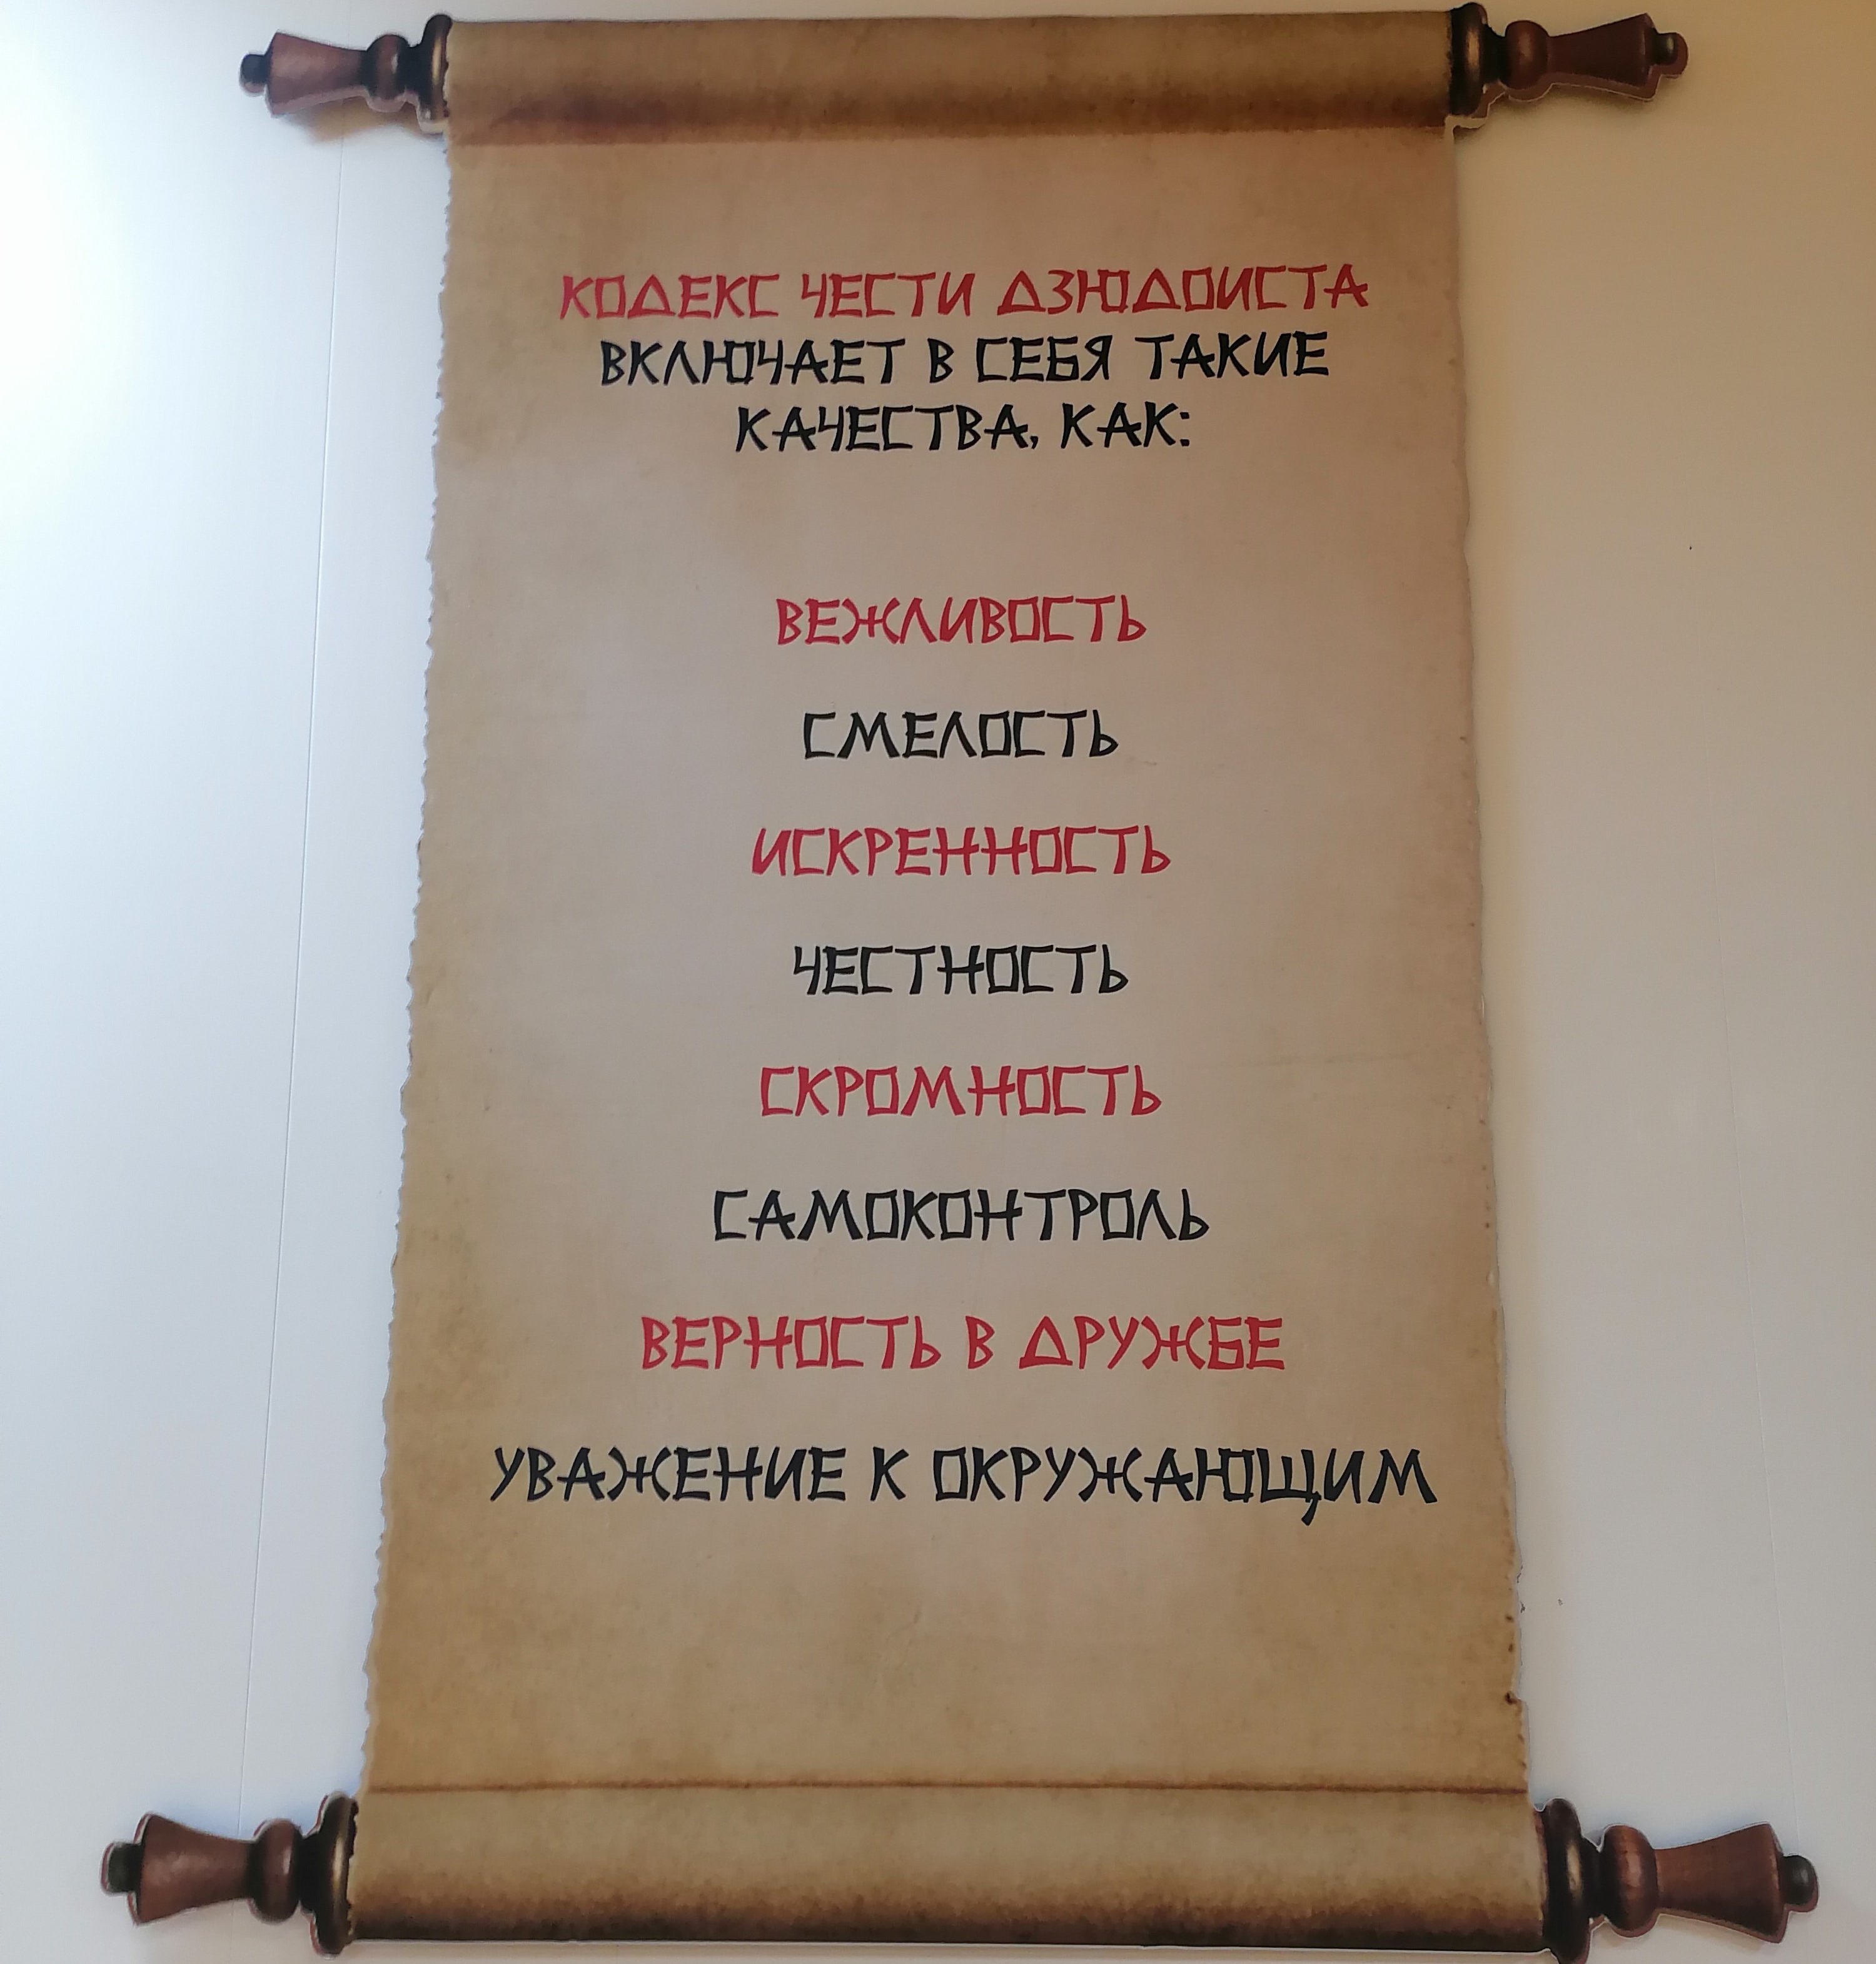 КОДЕКС ЧЕСТИ ДЗЮДОИСТА
ВКЛЮЧАЕТ В СЕБЯ ТАКИЕ
КАЧЕСТВА, КАК:
ВЕЖЛИВОСТЬ
СМЕЛОСТЬ
ИСКРЕННОСТЬ
ЧЕСТНОСТЬ
СКРОМНОСТЬ
САМОКОНТРОЛЬ
ВЕРНОСТЬ В ДРУЖБЕ
УВАЖЕНИЕ К ОКРУЖАЮЩИМ